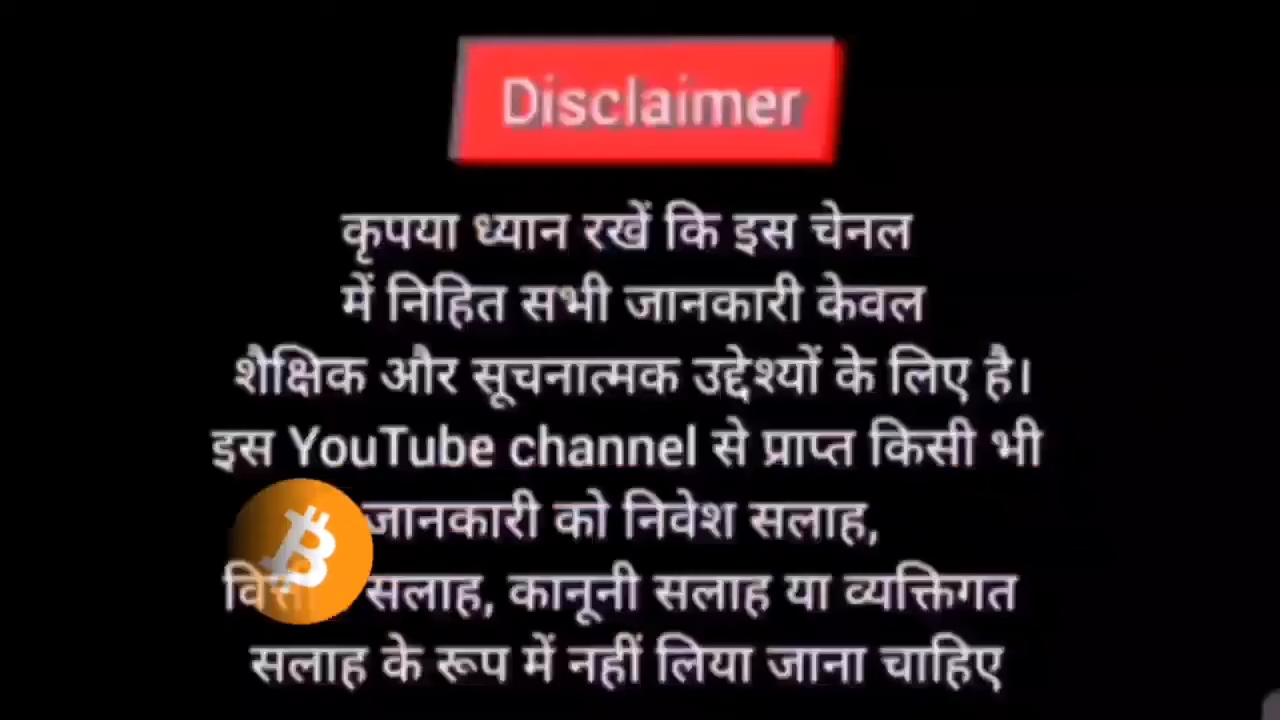 Disclaimer
कृपया ध्यान रखें कि इस चेनल
में निहित सभी जानकारी केवल
शैक्षिक और सूचनात्मक उद्देश्यों के लिए है।
इस YouTube channel से प्राप्त किसी भी
जानकारी को निवेश सलाह,
सलाह, कानूनी सलाह या व्यक्तिगत
सलाह के रूप में नहीं लिया जाना चाहिए